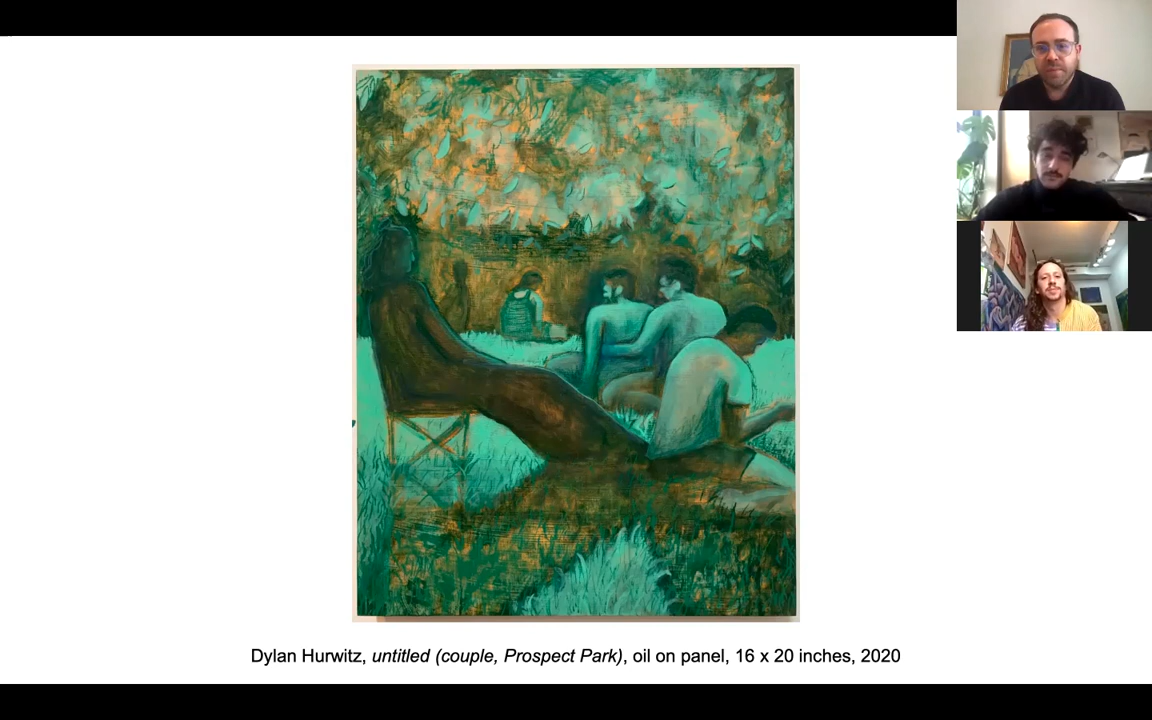 Dylan Hurwitz, untitled (couple, Prospect Park), oil on panel, 16 x 20 inches, 2020